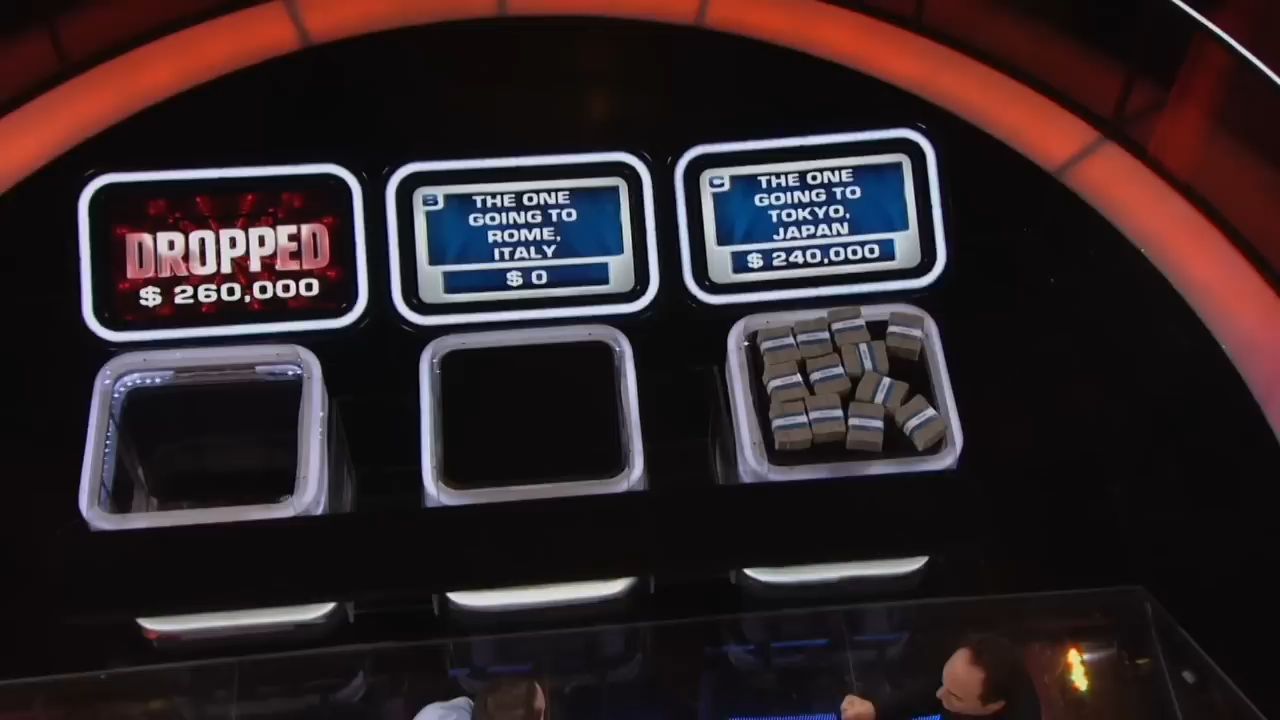 DROPPED
$ 260,000
B
THE ONE
GOING TO
ROME,
ITALY
$ 0
C
THE ONE
GOING TO
TOKYO,
JAPAN
$ 240,000